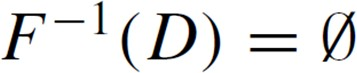 F⁻¹(D) = ∅